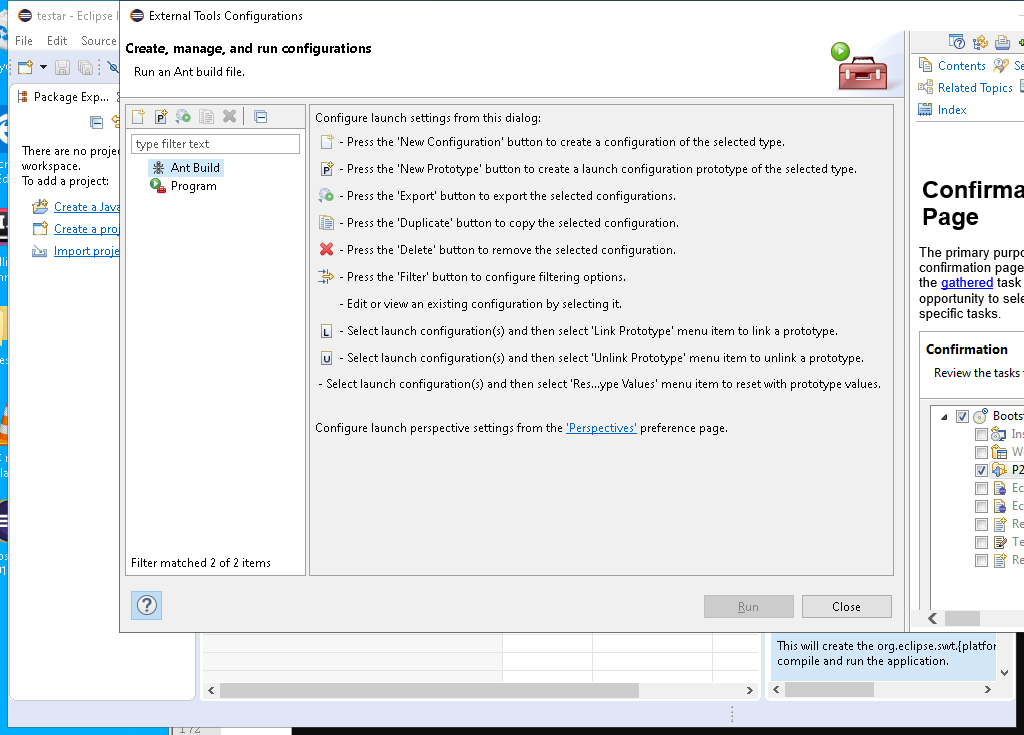 testar - Eclipse
External Tools Configurations
File Edit Source
Create, manage, and run configurations
Run an Ant build file.
Package Exp...
There are no
workspace.
To add a project:
Create a Java
Create a
Import
type filter text
Ant Build
Program
Filter matched 2 of 2 items
Configure launch settings from this dialog:
- Press the 'New Configuration' button to create a configuration of the selected type.
P - Press the 'New Prototype' button to create a launch configuration prototype of the selected type.
- Press the 'Export' button to export the selected configurations.
- Press the 'Duplicate' button to copy the selected configuration.
- Press the 'Delete' button to remove the selected configuration.
- Press the 'Filter' button to configure filtering options.
- Edit or view an existing configuration by selecting it.
L - Select launch configuration(s) and then select 'Link Prototype' menu item to link a prototype.
U - Select launch configuration(s) and then select 'Unlink Prototype' menu item to unlink a prototype.
- Select launch configuration(s) and then select 'Res...ype Values' menu item to reset with prototype values.
Configure launch perspective settings from the 'Perspectives' preference page.
Run
Close
Contents
Related Topics
Index
Confirma
Page
The primary purpo
confirmation page
the gathered task
opportunity to sele
specific tasks.
Confirmation
Review the tasks
Boots
Ins
W
P2
Ec
Ec
Re
Te
Re
This will create the org.eclipse.swt.{platfor
compile and run the application.
172